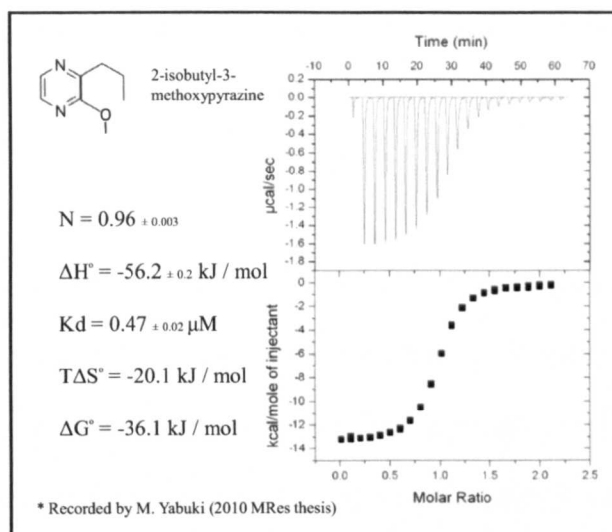 2-isobutyl-3-
methoxypyrazine
N
N
O
N = 0.96 ± 0.003
ΔH° = -56.2 ± 0.2 kJ / mol
Kd = 0.47 ± 0.02 μM
TΔS° = -20.1 kJ / mol
ΔG° = -36.1 kJ / mol
* Recorded by M. Yabuki (2010 MRes thesis)
Time (min)
-10 0 10 20 30 40 50 60 70
0.2
0.0
-0.2
-0.4
-0.6
-0.8
-1.0
-1.2
-1.4
-1.6
-1.8
μcal/sec
0
-2
-4
-6
-8
-10
-12
-14
kcal/mole of injectant
0.0 0.5 1.0 1.5 2.0 2.5
Molar Ratio